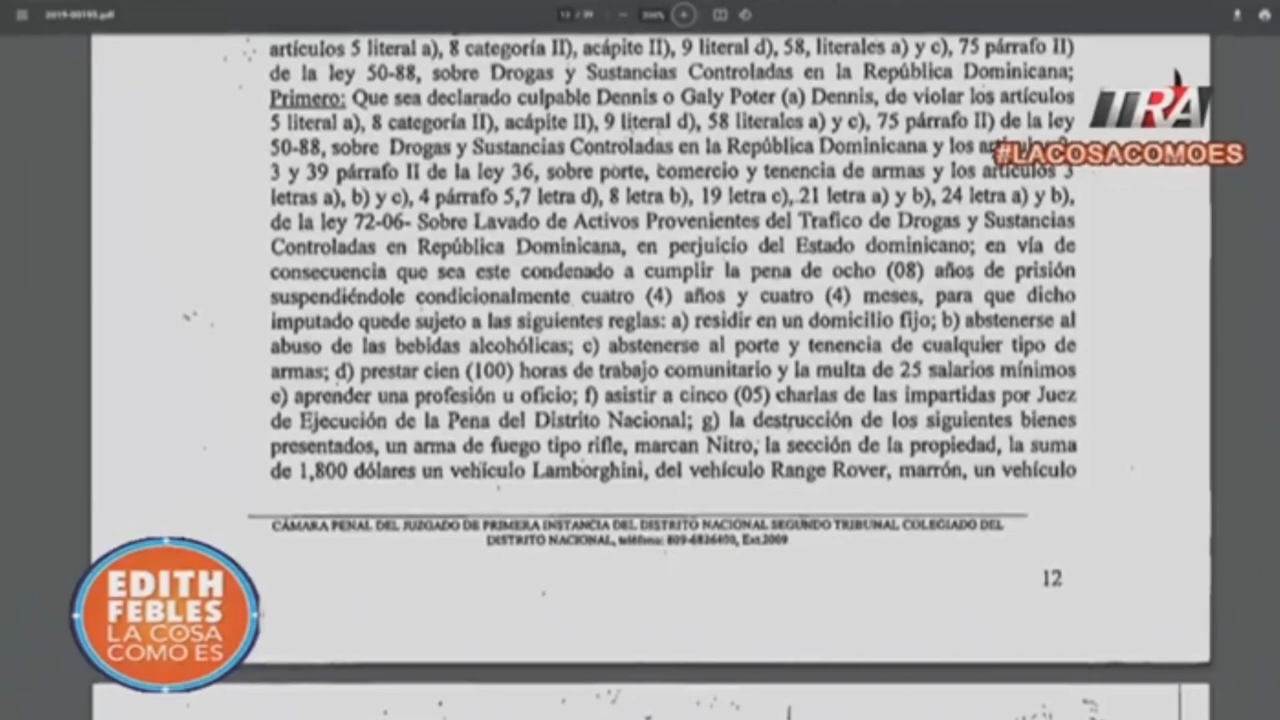 2019-00195.pdf
12 / 39
200%
artículos 5 literal a), 8 categoría II), acápite II), 9 literal d), 58, literales a) y c), 75 párrafo II)
de la ley 50-88, sobre Drogas y Sustancias Controladas en la República Dominicana;
Primero: Que sea declarado culpable Dennis o Galy Poter (a) Dennis, de violar los artículos
5 literal a), 8 categoría II), acápite II), 9 literal d), 58 literales a) y c), 75 párrafo II) de la ley
50-88, sobre Drogas y Sustancias Controladas en la República Dominicana y los
3 y 39 párrafo II de la ley 36, sobre porte, comercio y tenencia de armas y los artículos 3
letras a), b) y c), 4 párrafo 5,7 letra d), 8 letra b), 19 letra c), 21 letra a) y b), 24 letra a) y b),
de la ley 72-06- Sobre Lavado de Activos Provenientes del Trafico de Drogas y Sustancias
Controladas en República Dominicana, en perjuicio del Estado dominicano; en vía de
consecuencia que sea este condenado a cumplir la pena de ocho (08) años de prisión
suspendiéndole condicionalmente cuatro (4) años y cuatro (4) meses, para que dicho
imputado quede sujeto a las siguientes reglas: a) residir en un domicilio fijo; b) abstenerse al
abuso de las bebidas alcohólicas; c) abstenerse al porte y tenencia de cualquier tipo de
armas; d) prestar cien (100) horas de trabajo comunitario y la multa de 25 salarios mínimos
e) aprender una profesión u oficio; f) asistir a cinco (05) charlas de las impartidas por Juez
de Ejecución de la Pena del Distrito Nacional; g) la destrucción de los siguientes bienes
presentados, un arma de fuego tipo rifle, marcan Nitro, la sección de la propiedad, la suma
de 1,800 dólares un vehículo Lamborghini, del vehículo Range Rover, marrón, un vehículo
CÁMARA PENAL DEL JUZGADO DE PRIMERA INSTANCIA DEL DISTRITO NACIONAL SEGUNDO TRIBUNAL COLEGIADO DEL
DISTRITO NACIONAL, teléfono: 809-6826400, Ext.2009
12
TRA
#LACOSACOMOES
EDITH
FEBLES
LA COSA
COMO ES